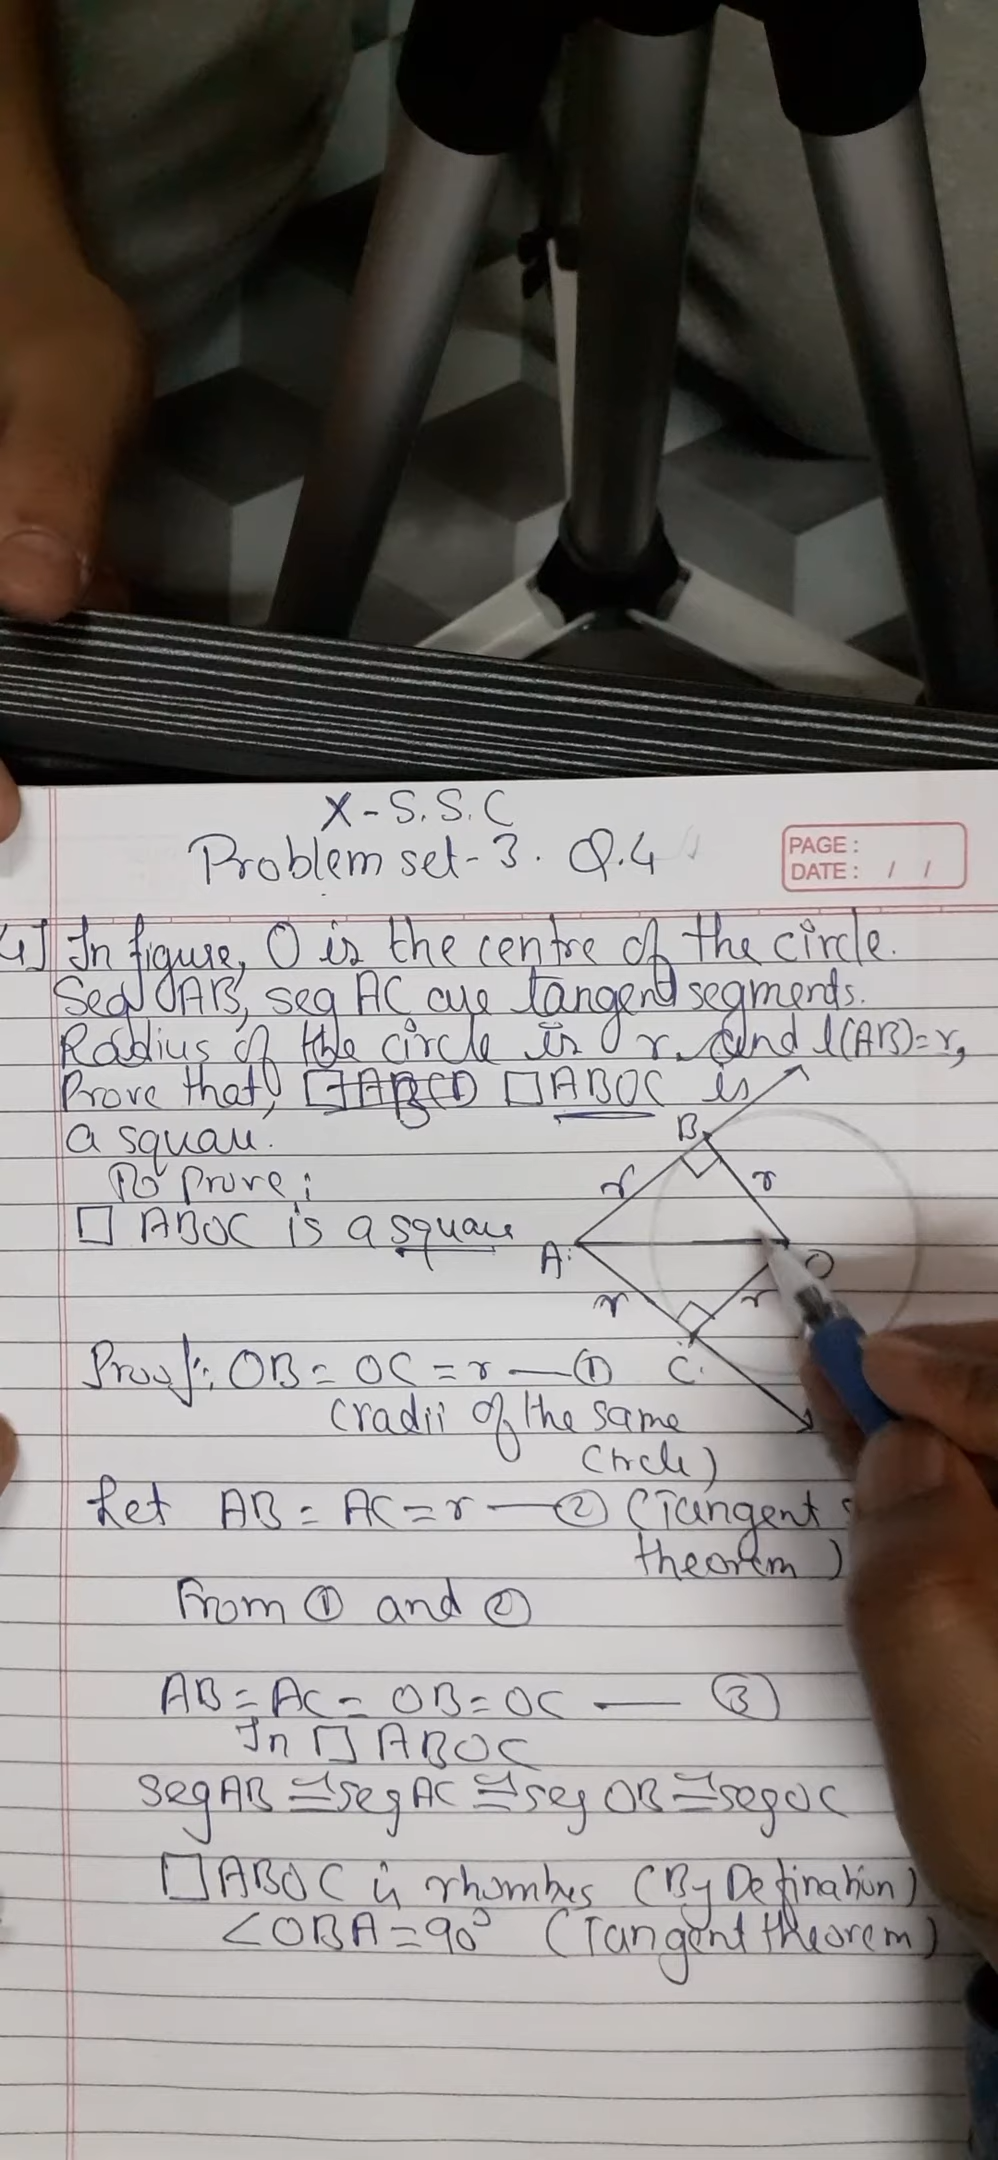 X-S.S.C
Problem set-3. Q.4
PAGE :
DATE : / /
4] In figure, O is the centre of the circle.
Seg AB, seg AC are tangent segments.
Radius of the circle is r and l(AB)=r,
Prove that, □ABOC is
a square.
To prove:
□ ABOC is a square
B
r
r
A
O
r
r
C
Proof: OB = OC = r — ①
(radii of the same
circle)
Let AB = AC = r — ② (Tangent
theorem)
From ① and ②
AB = AC = OB = OC — ③
In □ ABOC
seg AB ≅ seg AC ≅ seg OB ≅ seg OC
□ABOC is rhombus (By Defination)
∠OBA = 90° (Tangent theorem)